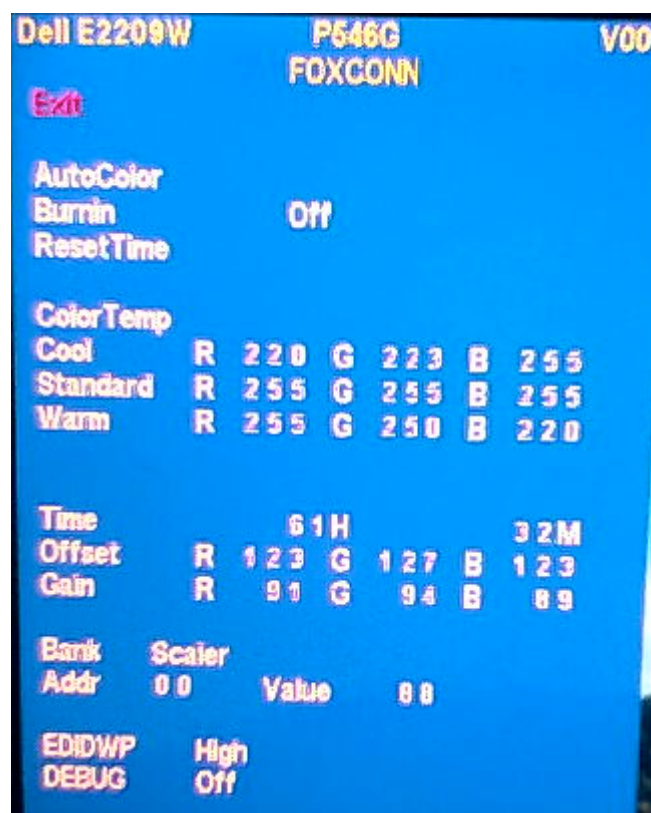 Dell E2209W P546G V00
FOXCONN
Exit
AutoColor
Burnin Off
ResetTime
ColorTemp
Cool R 220 G 223 B 255
Standard R 255 G 255 B 255
Warm R 255 G 250 B 220
Time 61H 32M
Offset R 123 G 127 B 123
Gain R 91 G 94 B 89
Bank Scaler
Addr 00 Value
EDIDWP High
DEBUG Off